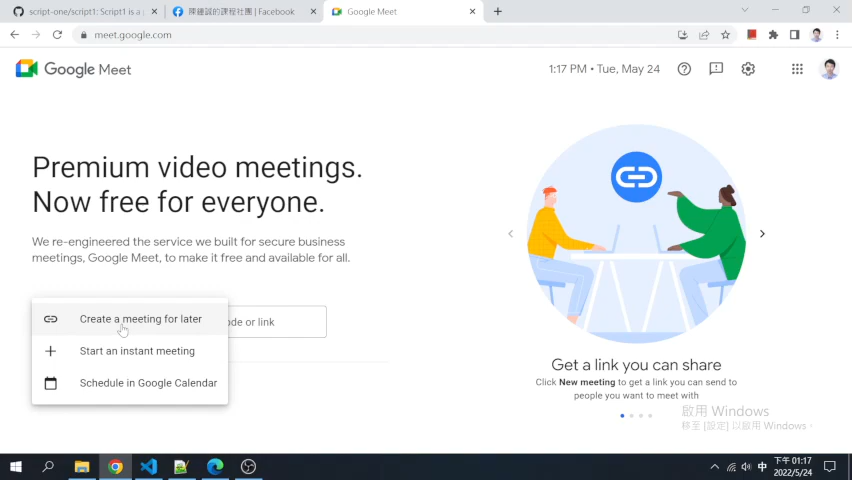 script-one/script1: Script1 is a
陳鍾誠的課程社團 | Facebook
Google Meet
meet.google.com
Google Meet
1:17 PM • Tue, May 24
Premium video meetings.
Now free for everyone.
We re-engineered the service we built for secure business
meetings, Google Meet, to make it free and available for all.
Create a meeting for later
ode or link
Start an instant meeting
Schedule in Google Calendar
Get a link you can share
Click New meeting to get a link you can send to
people you want to meet with
啟用 Windows
移至 [設定] 以啟用 Windows。
中
下午 01:17
2022/5/24